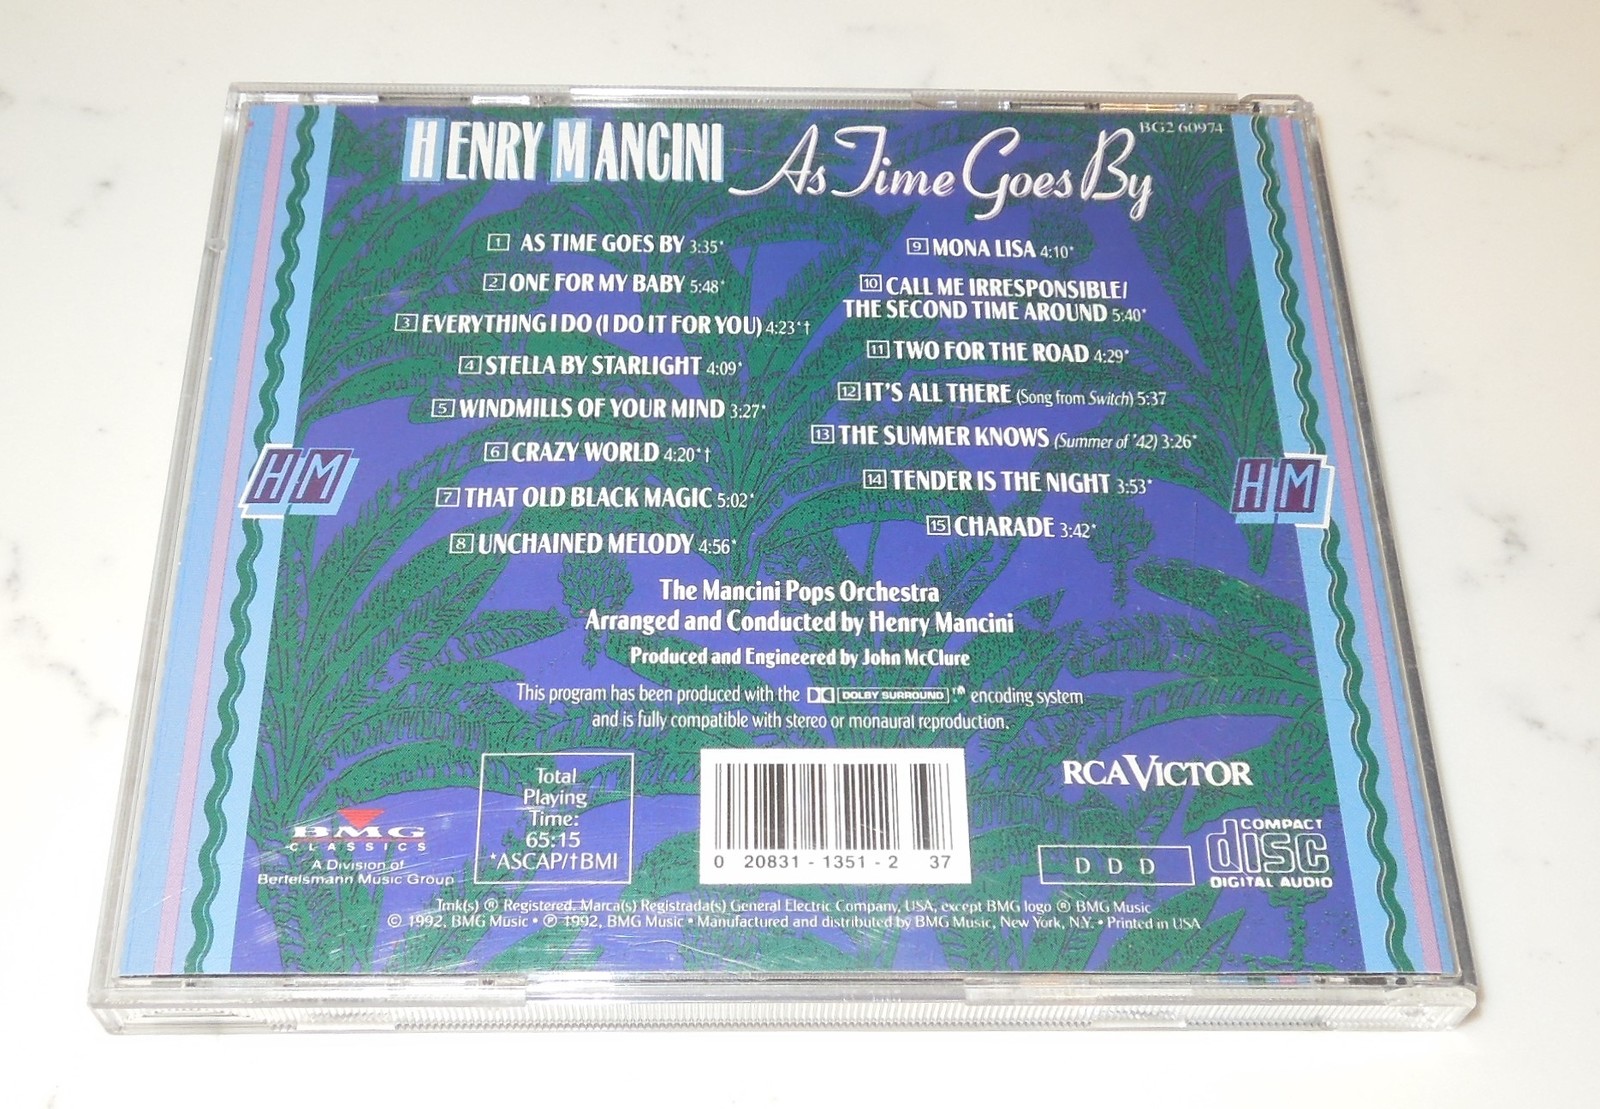 HENRY MANCINI As Time Goes By
BG2 60974
1 AS TIME GOES BY 3:35*
2 ONE FOR MY BABY 5:48*
3 EVERYTHING I DO (I DO IT FOR YOU) 4:23*†
4 STELLA BY STARLIGHT 4:09*
5 WINDMILLS OF YOUR MIND 3:27*
6 CRAZY WORLD 4:20*†
7 THAT OLD BLACK MAGIC 5:02*
8 UNCHAINED MELODY 4:56*
9 MONA LISA 4:10*
10 CALL ME IRRESPONSIBLE/
THE SECOND TIME AROUND 5:40*
11 TWO FOR THE ROAD 4:29*
12 IT'S ALL THERE (Song from Switch) 5:37
13 THE SUMMER KNOWS (Summer of '42) 3:26*
14 TENDER IS THE NIGHT 3:53*
15 CHARADE 3:42*
HM
HM
The Mancini Pops Orchestra
Arranged and Conducted by Henry Mancini
Produced and Engineered by John McClure
This program has been produced with the DOLBY SURROUND ™ encoding system
and is fully compatible with stereo or monaural reproduction.
BMG
CLASSICS
A Division of
Bertelsmann Music Group
Total
Playing
Time:
65:15
*ASCAP/†BMI
0 20831 - 1351 - 2 37
RCA VICTOR
D D D
COMPACT
disc
DIGITAL AUDIO
Tmk(s) ® Registered. Marca(s) Registrada(s) General Electric Company, USA, except BMG logo ® BMG Music
© 1992, BMG Music • ℗ 1992, BMG Music • Manufactured and distributed by BMG Music, New York, N.Y. • Printed in USA